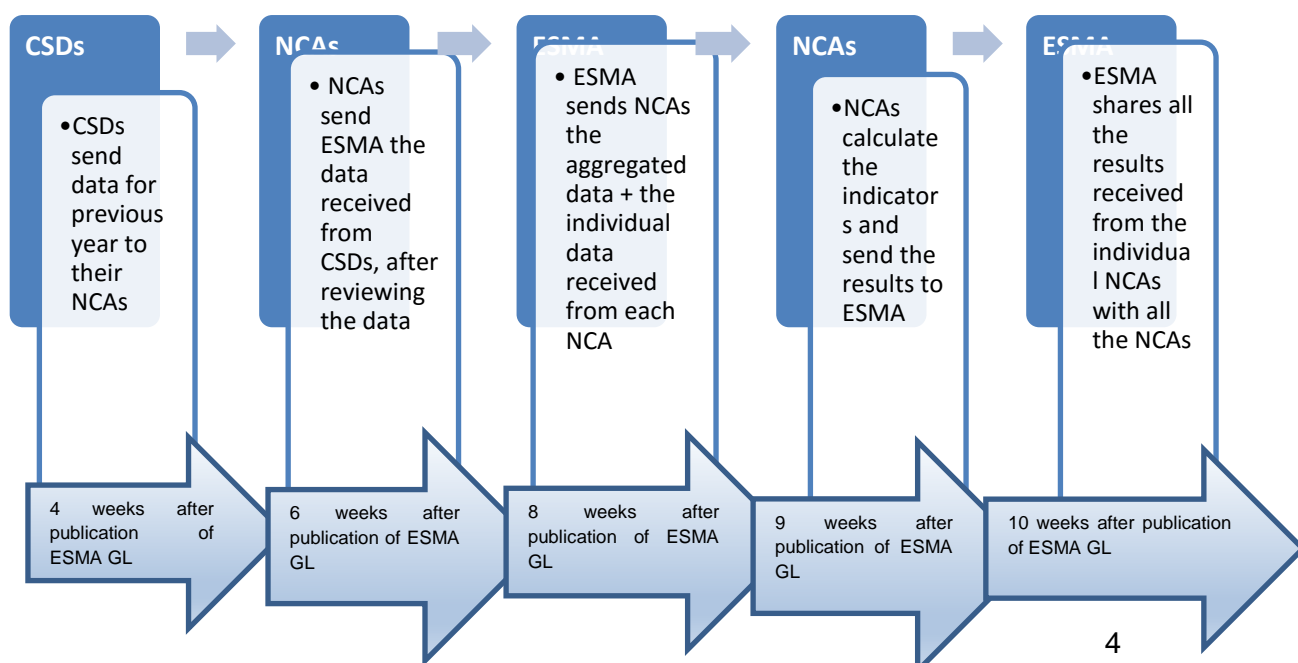 CSDs
NCAs
ESMA
NCAs
ESMA
•CSDs
send
data for
previous
year to
their
NCAs
• NCAs
send
ESMA the
data
received
from
CSDs, after
reviewing
the data
• ESMA
sends NCAs
the
aggregated
data + the
individual
data
received
from each
NCA
•NCAs
calculate
the
indicator
s and
send the
results to
ESMA
•ESMA
shares all
the
results
received
from the
individua
l NCAs
with all
the NCAs
4 weeks after
publication of
ESMA GL
6 weeks after
publication of ESMA
GL
8 weeks after
publication of ESMA
GL
9 weeks after
publication of ESMA
GL
10 weeks after publication
of ESMA GL
4